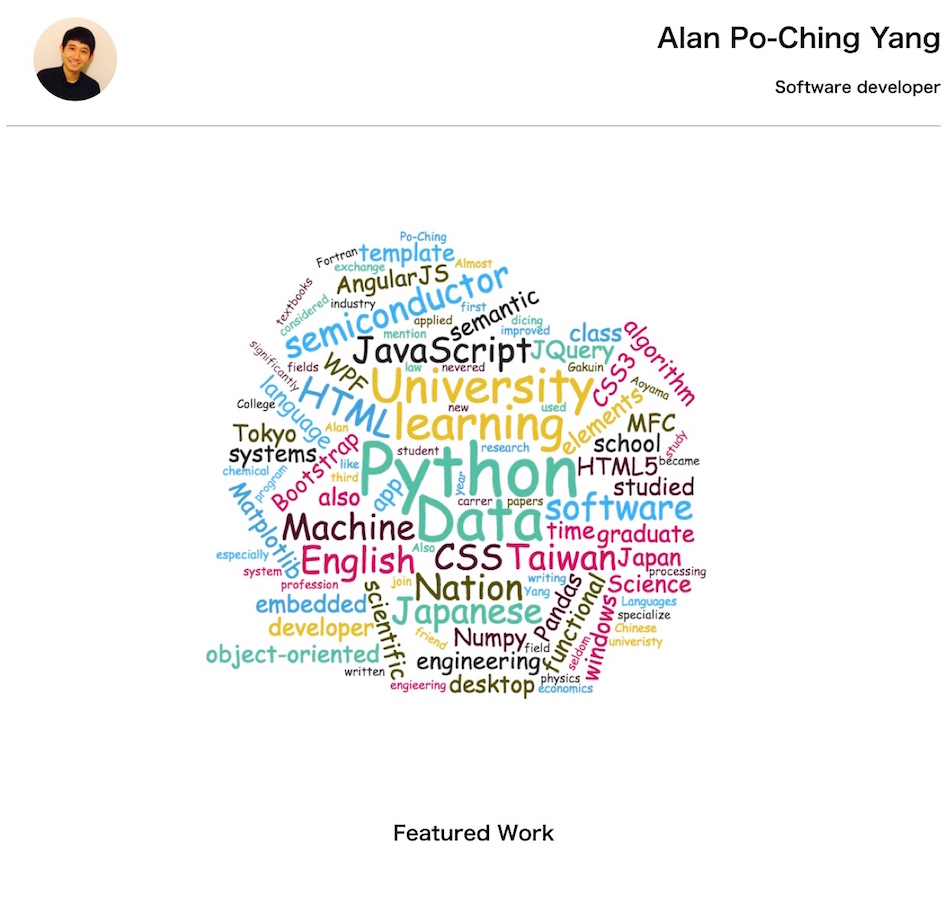 Alan Po-Ching Yang
Software developer
Po-Ching
Fortran
template
exchange
Almost
AngularJS
textbooks
considered
industry
semiconductor
first
semantic
applied
dicing
mention
improved
class
algorithm
significantly
JavaScript
JQuery
fields
WPF
law
nevered
Gakuin
CSS3
Aoyama
language
HTML
University
College
new
used
elements
Alan
learning
MFC
Tokyo
school
study
systems
Bootstrap
student
research
chemical
program
like
third
Python
HTML5
became
year
studied
also
app
carrer
papers
Matplotlib
Data
software
Machine
time
graduate
especially
English
Also
CSS
Taiwan
Japan
system
processing
profession
join
Nation
writing
Yang
Pandas
Science
embedded
scientific
Japanese
functional
windows
Languages
specialize
developer
friend
Numpy
field
Chinese
univeristy
seldom
object-oriented
engineering
written
physics
engieering
desktop
economics
Featured Work